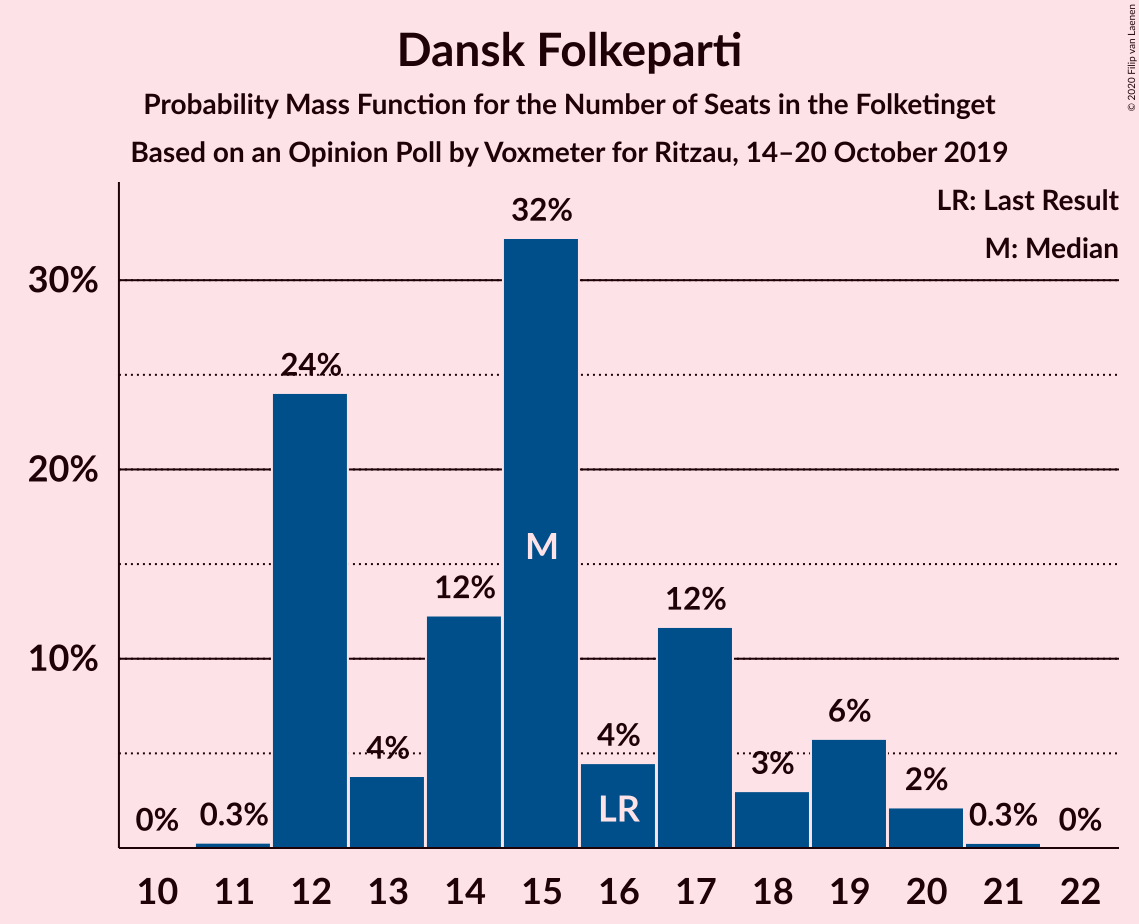 Dansk Folkeparti
Probability Mass Function for the Number of Seats in the Folketinget
Based on an Opinion Poll by Voxmeter for Ritzau, 14–20 October 2019
© 2020 Filip van Laenen
LR: Last Result
M: Median
30%
20%
10%
0%
0.3%
24%
4%
12%
32%
4%
12%
3%
6%
2%
0.3%
0%
M
LR
10 11 12 13 14 15 16 17 18 19 20 21 22